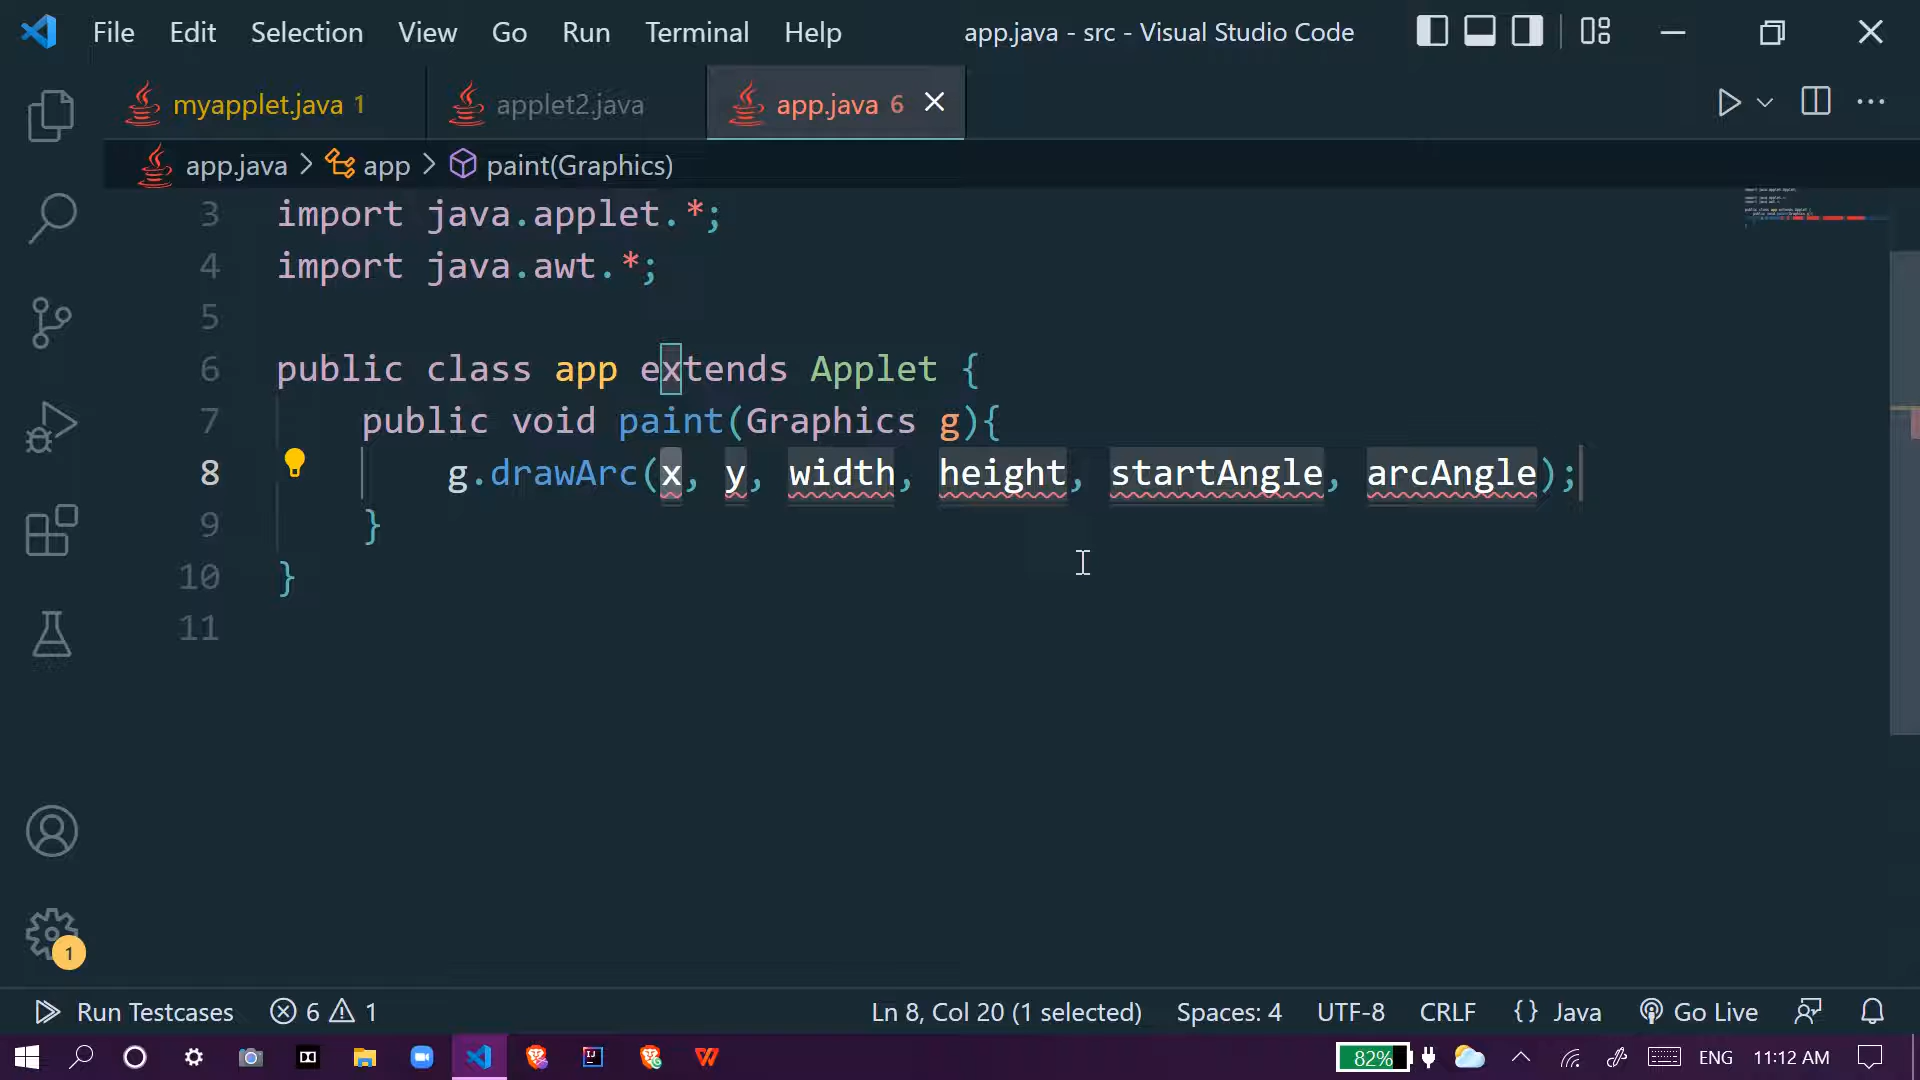 File Edit Selection View Go Run Terminal Help app.java - src - Visual Studio Code
myapplet.java 1 applet2.java app.java 6
app.java > app > paint(Graphics)
3 import java.applet.*;
4 import java.awt.*;
5
6 public class app extends Applet {
7 public void paint(Graphics g){
8 g.drawArc(x, y, width, height, startAngle, arcAngle);
9 }
10 }
11
1
Run Testcases 6 1 Ln 8, Col 20 (1 selected) Spaces: 4 UTF-8 CRLF {} Java Go Live
82% ENG 11:12 AM